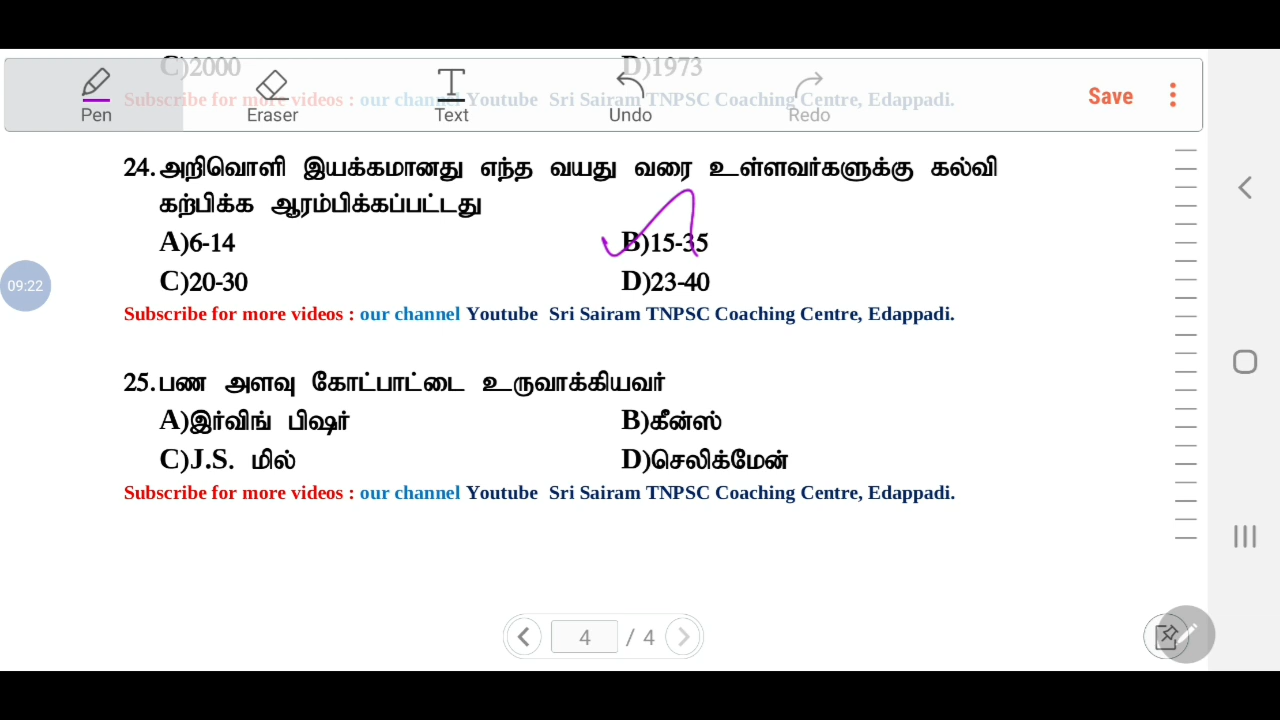 C)2000 D)1973
Pen Eraser Text Undo Redo Save
Subscribe for more videos : our channel Youtube Sri Sairam TNPSC Coaching Centre, Edappadi.
24. அறிவொளி இயக்கமானது எந்த வயது வரை உள்ளவர்களுக்கு கல்வி
கற்பிக்க ஆரம்பிக்கப்பட்டது
A)6-14 B)15-35
09:22
C)20-30 D)23-40
Subscribe for more videos : our channel Youtube Sri Sairam TNPSC Coaching Centre, Edappadi.
25. பண அளவு கோட்பாட்டை உருவாக்கியவர்
A)இர்விங் பிஷர் B)கீன்ஸ்
C)J.S. மில் D)செலிக்மேன்
Subscribe for more videos : our channel Youtube Sri Sairam TNPSC Coaching Centre, Edappadi.
4 / 4